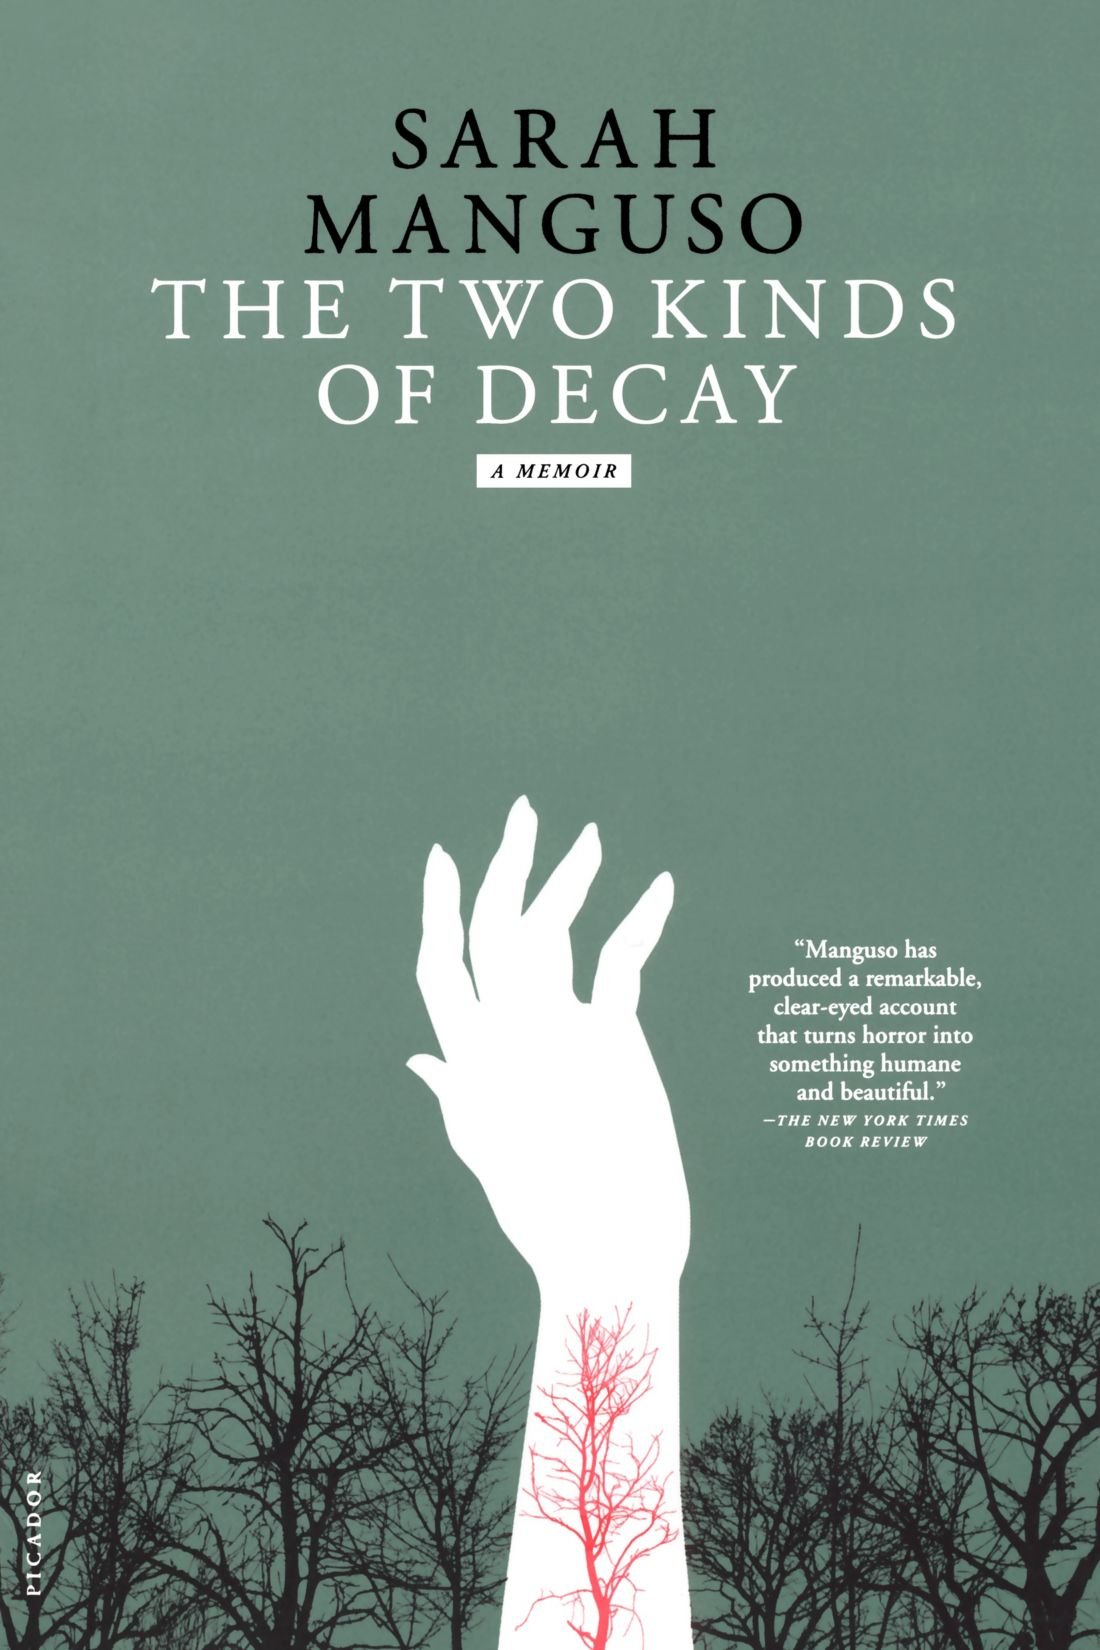 SARAH
MANGUSO
THE TWO KINDS
OF DECAY
A MEMOIR
“Manguso has
produced a remarkable,
clear-eyed account
that turns horror into
something humane
and beautiful.”
—THE NEW YORK TIMES
BOOK REVIEW
PICADOR